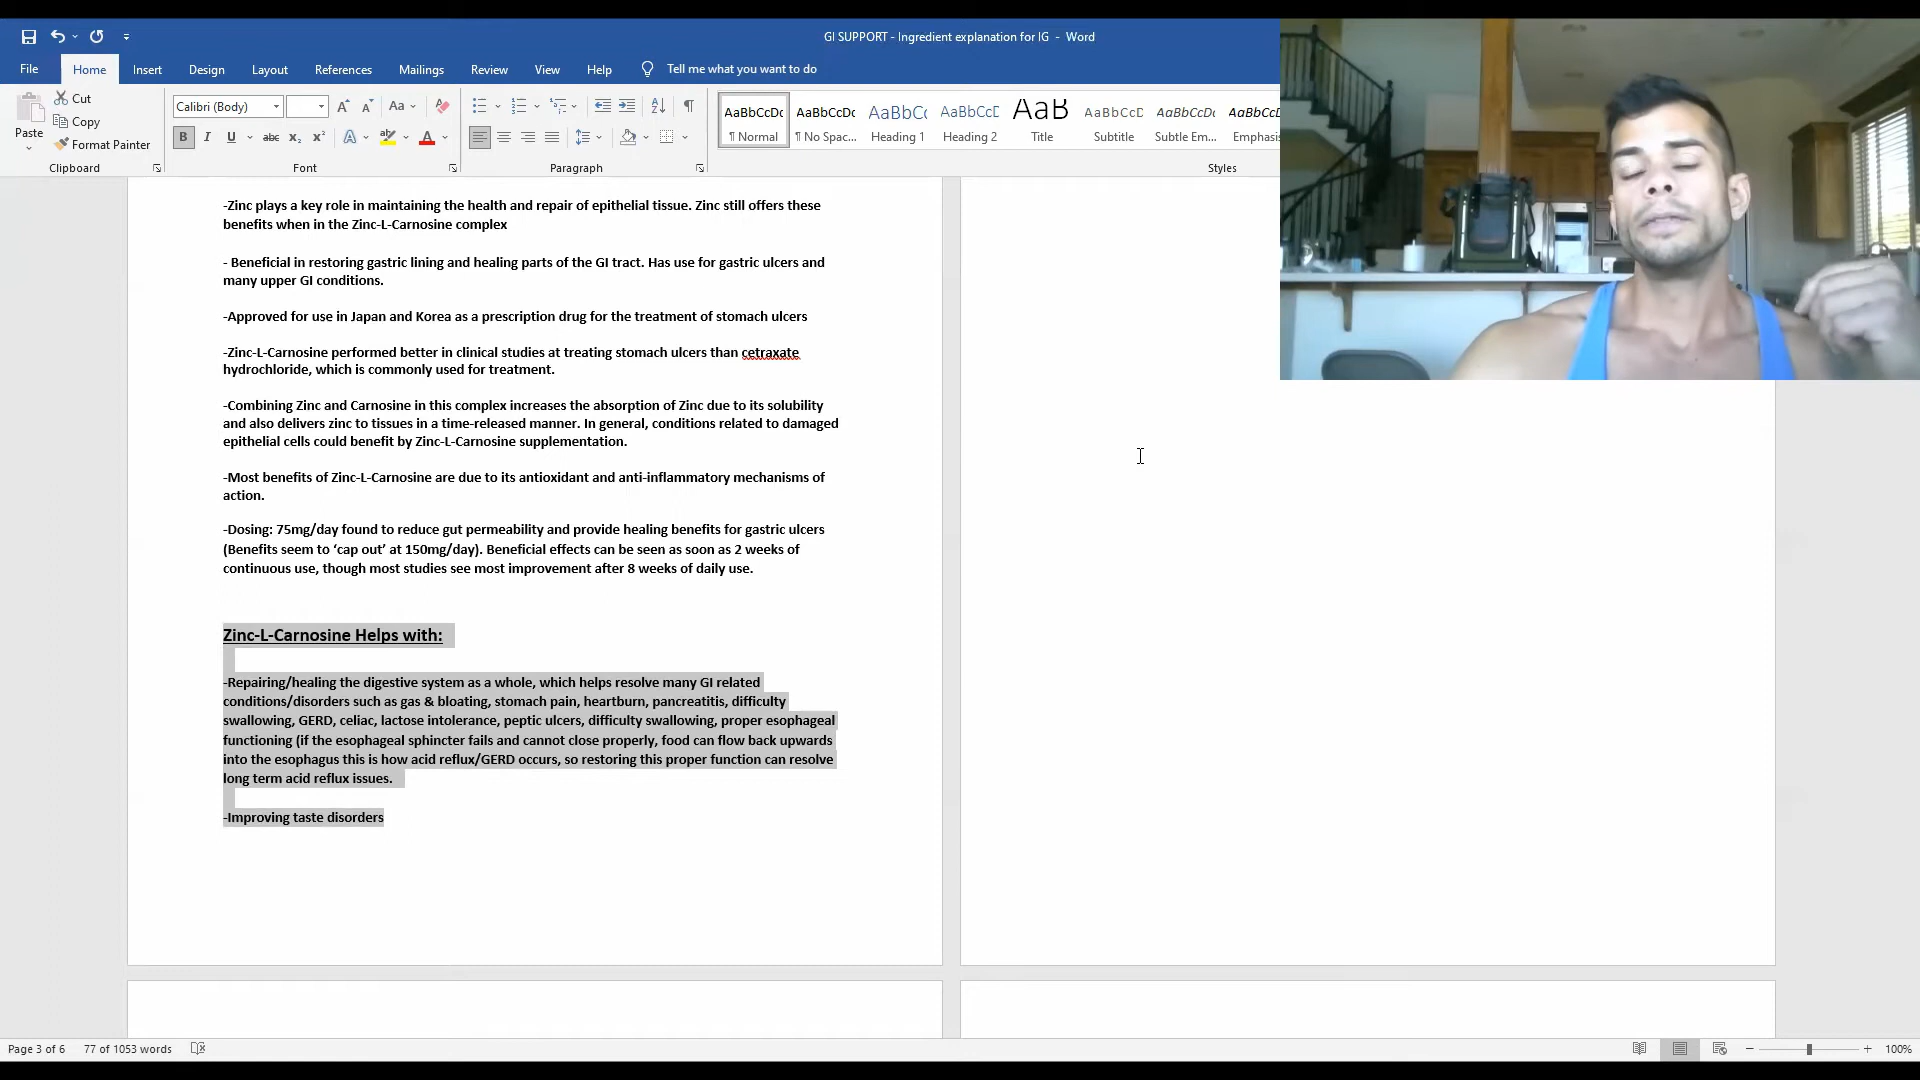 GI SUPPORT - Ingredient explanation for IG - Word
File Home Insert Design Layout References Mailings Review View Help Tell me what you want to do
Paste
Cut
Copy
Format Painter
Clipboard
Calibri (Body)
Font
Paragraph
AaBbCcDc AaBbCcDc AaBbC( AaBbCcD AaB AaBbCcD AaBbCcDc AaBbCcDc
¶ Normal ¶ No Spac... Heading 1 Heading 2 Title Subtitle Subtle Em... Emphasis
Styles
-Zinc plays a key role in maintaining the health and repair of epithelial tissue. Zinc still offers these
benefits when in the Zinc-L-Carnosine complex
- Beneficial in restoring gastric lining and healing parts of the GI tract. Has use for gastric ulcers and
many upper GI conditions.
-Approved for use in Japan and Korea as a prescription drug for the treatment of stomach ulcers
-Zinc-L-Carnosine performed better in clinical studies at treating stomach ulcers than cetraxate
hydrochloride, which is commonly used for treatment.
-Combining Zinc and Carnosine in this complex increases the absorption of Zinc due to its solubility
and also delivers zinc to tissues in a time-released manner. In general, conditions related to damaged
epithelial cells could benefit by Zinc-L-Carnosine supplementation.
-Most benefits of Zinc-L-Carnosine are due to its antioxidant and anti-inflammatory mechanisms of
action.
-Dosing: 75mg/day found to reduce gut permeability and provide healing benefits for gastric ulcers
(Benefits seem to ‘cap out’ at 150mg/day). Beneficial effects can be seen as soon as 2 weeks of
continuous use, though most studies see most improvement after 8 weeks of daily use.
Zinc-L-Carnosine Helps with:
-Repairing/healing the digestive system as a whole, which helps resolve many GI related
conditions/disorders such as gas & bloating, stomach pain, heartburn, pancreatitis, difficulty
swallowing, GERD, celiac, lactose intolerance, peptic ulcers, difficulty swallowing, proper esophageal
functioning (if the esophageal sphincter fails and cannot close properly, food can flow back upwards
into the esophagus this is how acid reflux/GERD occurs, so restoring this proper function can resolve
long term acid reflux issues.
-Improving taste disorders
Page 3 of 6 77 of 1053 words 100%